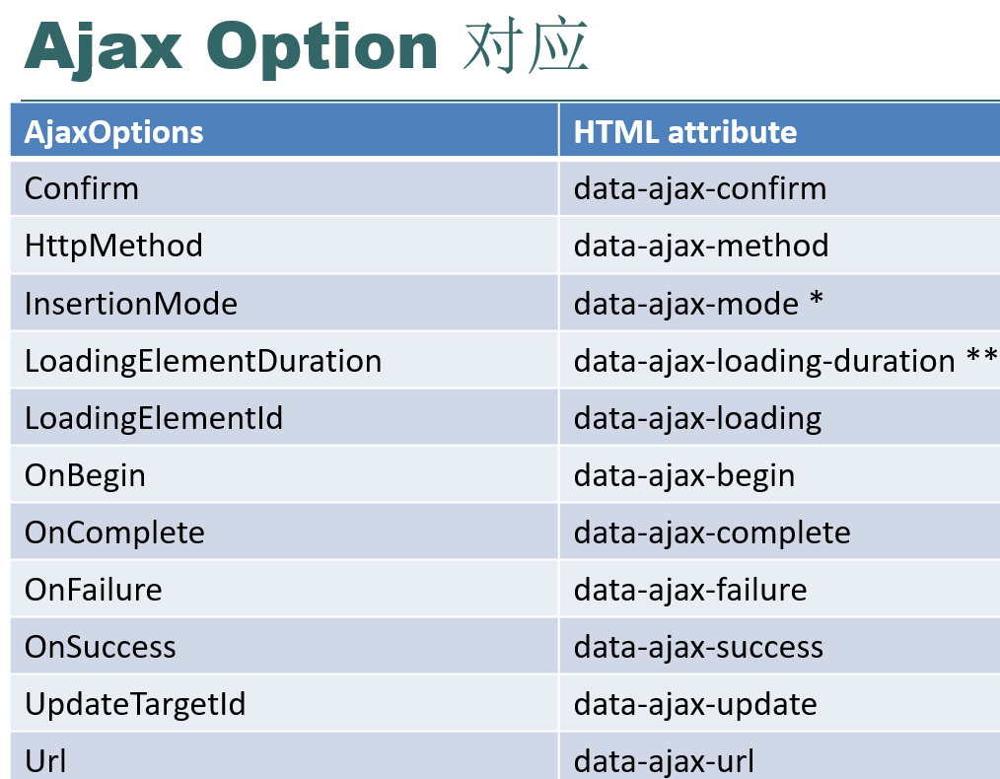 Ajax Option 对应
AjaxOptions HTML attribute
Confirm data-ajax-confirm
HttpMethod data-ajax-method
InsertionMode data-ajax-mode *
LoadingElementDuration data-ajax-loading-duration **
LoadingElementId data-ajax-loading
OnBegin data-ajax-begin
OnComplete data-ajax-complete
OnFailure data-ajax-failure
OnSuccess data-ajax-success
UpdateTargetId data-ajax-update
Url data-ajax-url